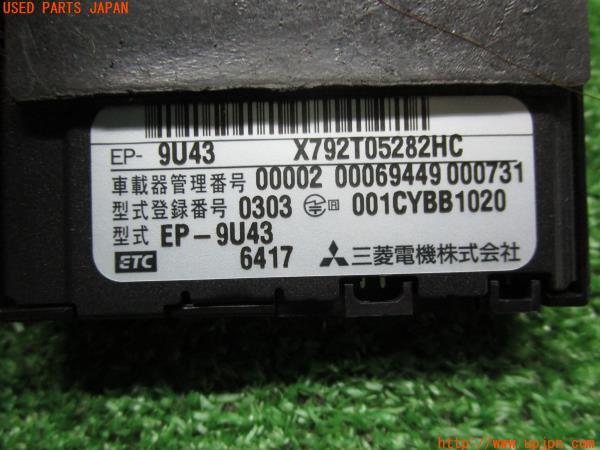 USED PARTS JAPAN
EP- 9U43 X792T05282HC
車載器管理番号 00002 00069449 000731
型式登録番号 0303 R 001CYBB1020
型式 EP-9U43
ETC 6417 三菱電機株式会社
http://www.upjpn.com/